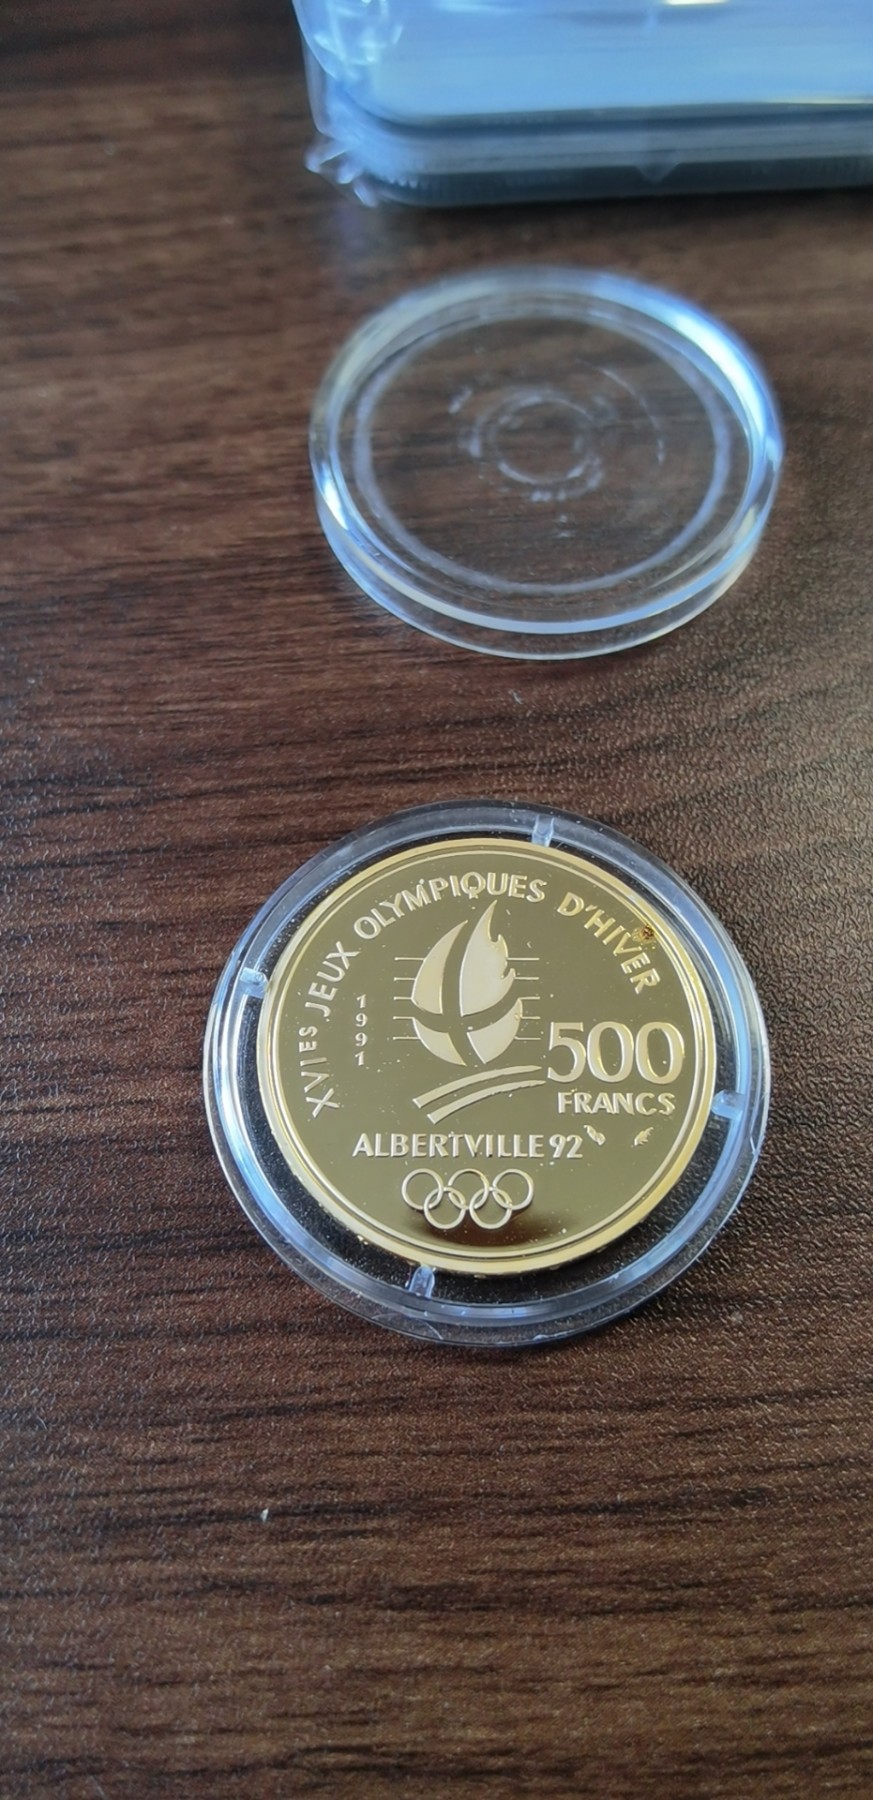 XVIES JEUX OLYMPIQUES D'HIVER
1991
500
FRANCS
ALBERTVILLE 92